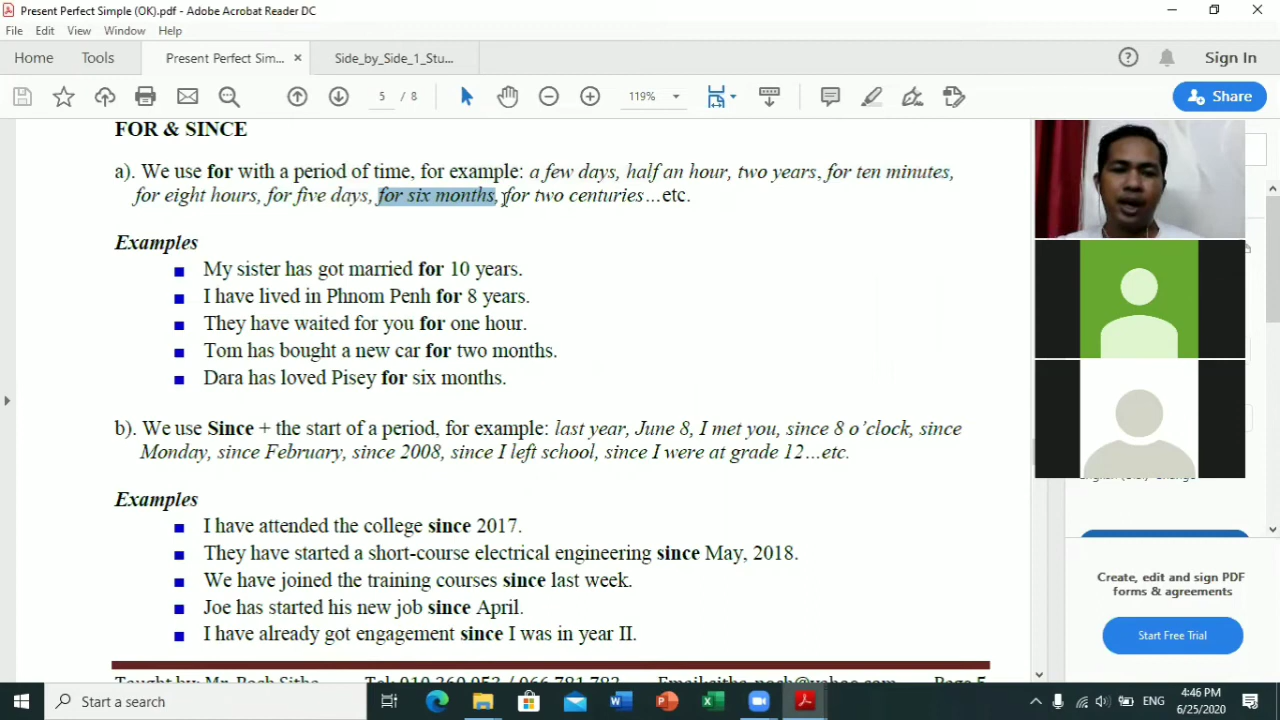 Present Perfect Simple (OK).pdf - Adobe Acrobat Reader DC
File Edit View Window Help
Home Tools Present Perfect Sim... × Side_by_Side_1_Stu... Sign In
5 / 8 119% Share
FOR & SINCE
a). We use for with a period of time, for example: a few days, half an hour, two years, for ten minutes,
for eight hours, for five days, for six months, for two centuries…etc.
Examples
My sister has got married for 10 years.
I have lived in Phnom Penh for 8 years.
They have waited for you for one hour.
Tom has bought a new car for two months.
Dara has loved Pisey for six months.
b). We use Since + the start of a period, for example: last year, June 8, I met you, since 8 o’clock, since
Monday, since February, since 2008, since I left school, since I were at grade 12…etc.
Examples
I have attended the college since 2017.
They have started a short-course electrical engineering since May, 2018.
We have joined the training courses since last week.
Joe has started his new job since April.
I have already got engagement since I was in year II.
Create, edit and sign PDF
forms & agreements
Start Free Trial
Page 5
Type here
Start a search
ENG
4:46 PM
6/25/2020